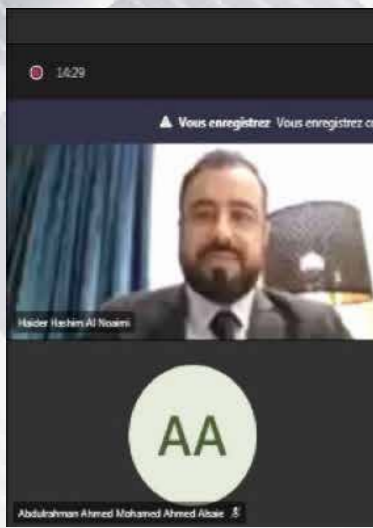 14:29
Vous enregistrez Vous enregistrez c
Haider Hashim Al Noaimi
AA
Abdulrahman Ahmed Mohamed Ahmed Alsaie